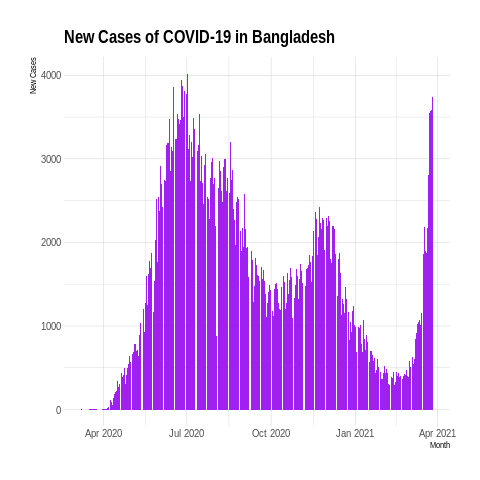 New Cases of COVID-19 in Bangladesh
New Cases
4000
3000
2000
1000
0
Apr 2020 Jul 2020 Oct 2020 Jan 2021 Apr 2021
Month